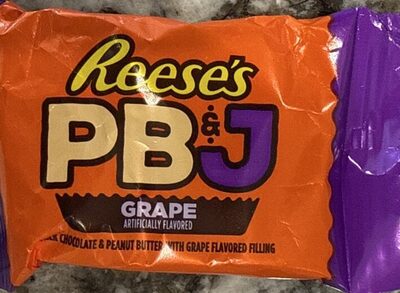 Reese's
PB&J
GRAPE
ARTIFICIALLY FLAVORED
CHOCOLATE & PEANUT BUTTER WITH GRAPE FLAVORED FILLING